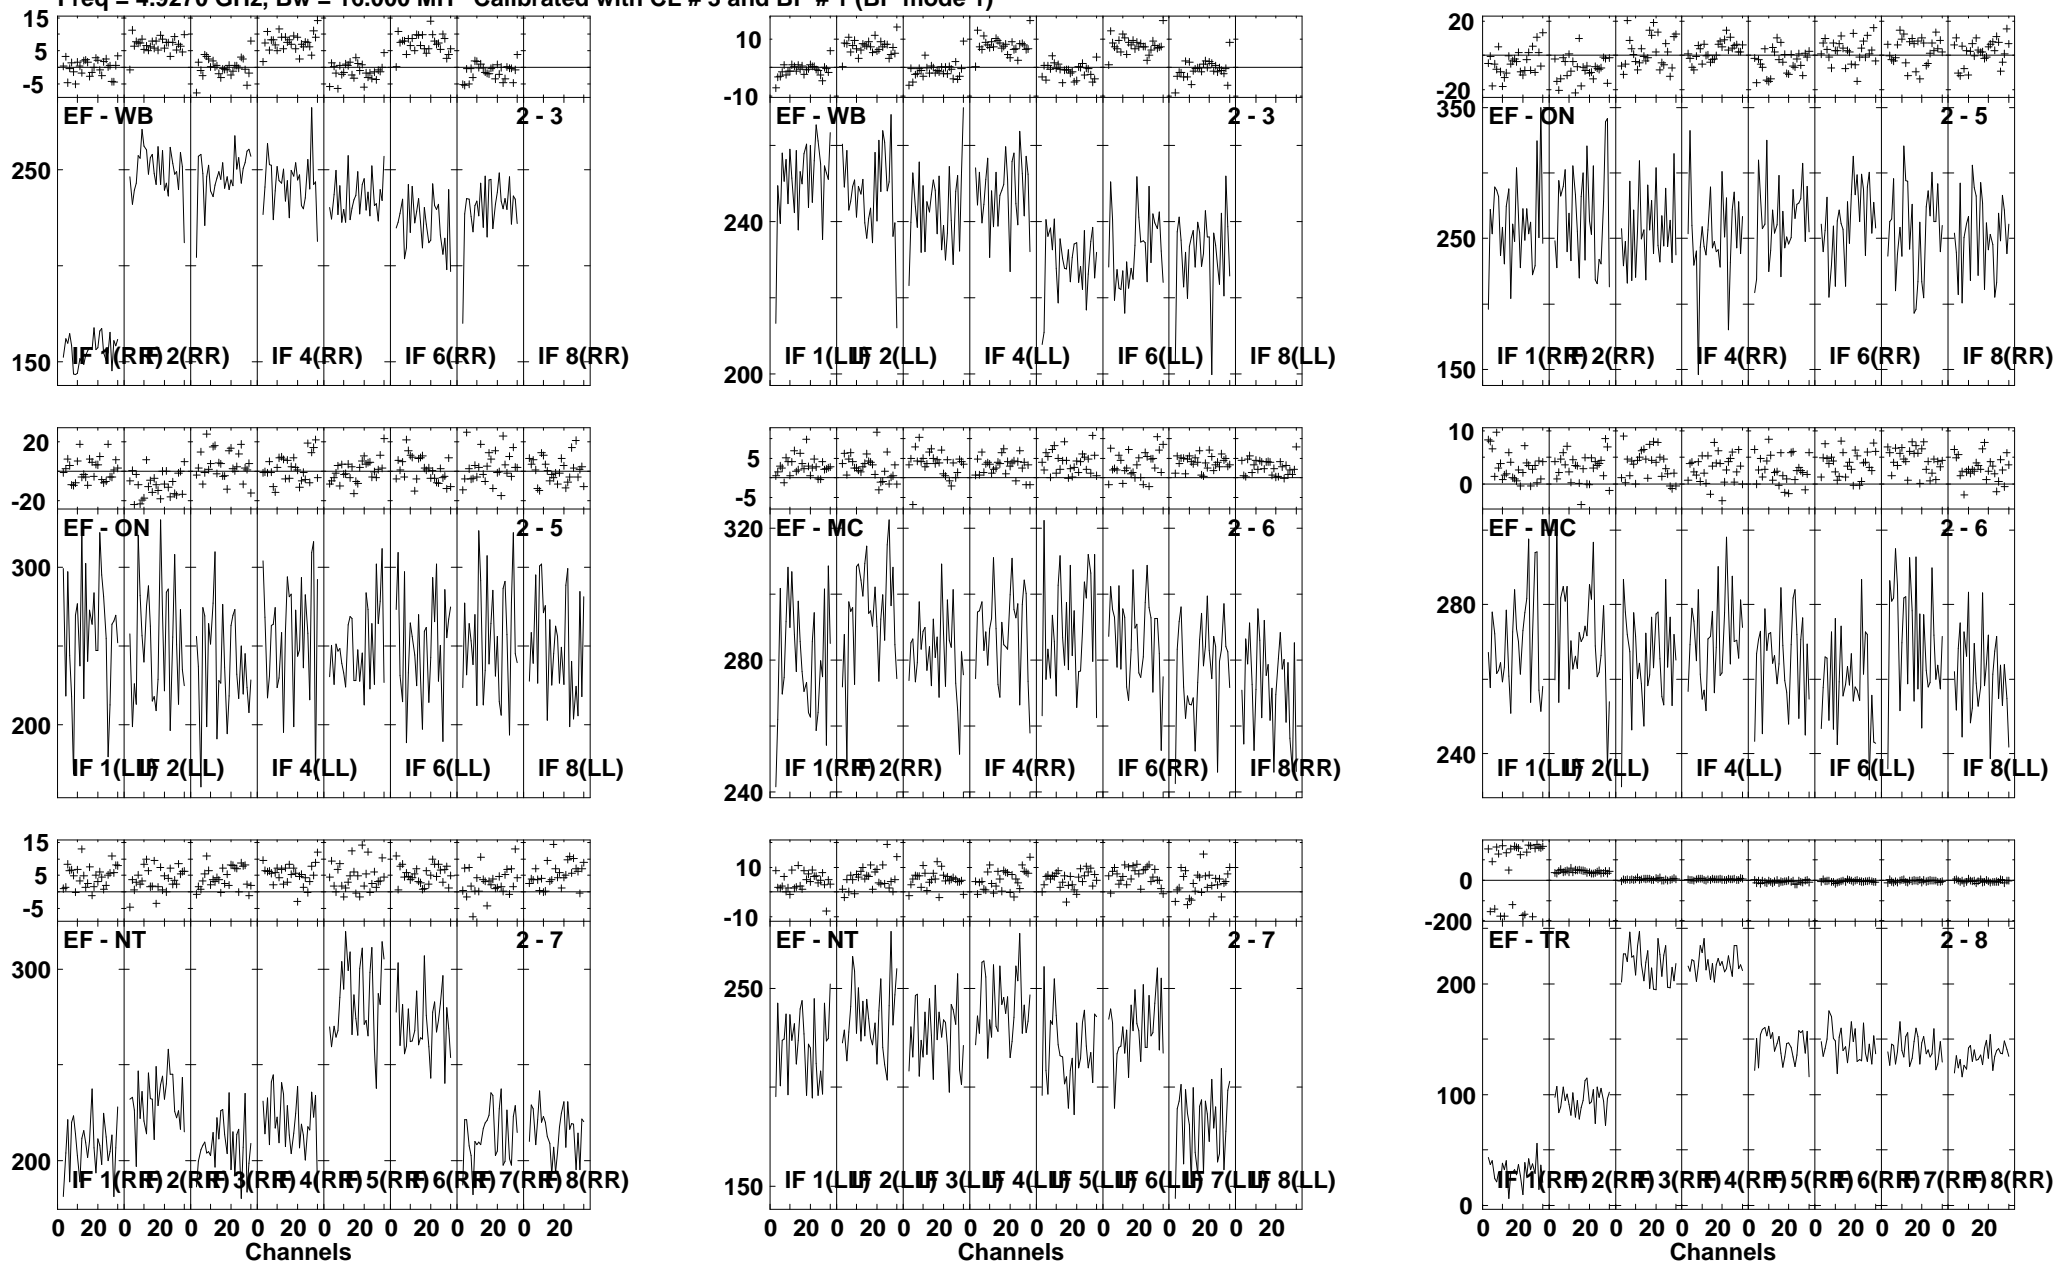 Freq = 4.9270 GHz, Bw = 16.000 MH Calibrated with CL # 3 and BP # 1 (BP mode 1)
15
5
-5
EF - WB 2 - 3
250
150
IF 1(RR) IF 2(RR) IF 4(RR) IF 6(RR) IF 8(RR)
10
-10
EF - WB 2 - 3
240
200
IF 1(LL) IF 2(LL) IF 4(LL) IF 6(LL) IF 8(LL)
20
-20
350
EF - ON 2 - 5
250
150
IF 1(RR) IF 2(RR) IF 4(RR) IF 6(RR) IF 8(RR)
20
0
-20
EF - ON 2 - 5
300
200
IF 1(LL) IF 2(LL) IF 4(LL) IF 6(LL) IF 8(LL)
5
-5
320
EF - MC 2 - 6
280
240
IF 1(RR) IF 2(RR) IF 4(RR) IF 6(RR) IF 8(RR)
10
0
EF - MC 2 - 6
280
240
IF 1(LL) IF 2(LL) IF 4(LL) IF 6(LL) IF 8(LL)
15
5
-5
EF - NT 2 - 7
300
200
IF 1(RR) IF 2(RR) IF 3(RR) IF 4(RR) IF 5(RR) IF 6(RR) IF 7(RR) IF 8(RR)
0 20 0 20 0 20 0 20 0 20 0 20 0 20 0 20
Channels
10
0
-10
EF - NT 2 - 7
250
150
IF 1(LL) IF 2(LL) IF 3(LL) IF 4(LL) IF 5(LL) IF 6(LL) IF 7(LL) IF 8(LL)
0 20 0 20 0 20 0 20 0 20 0 20 0 20 0 20
Channels
0
-200
EF - TR 2 - 8
200
100
0
IF 1(RR) IF 2(RR) IF 3(RR) IF 4(RR) IF 5(RR) IF 6(RR) IF 7(RR) IF 8(RR)
0 20 0 20 0 20 0 20 0 20 0 20 0 20 0 20
Channels